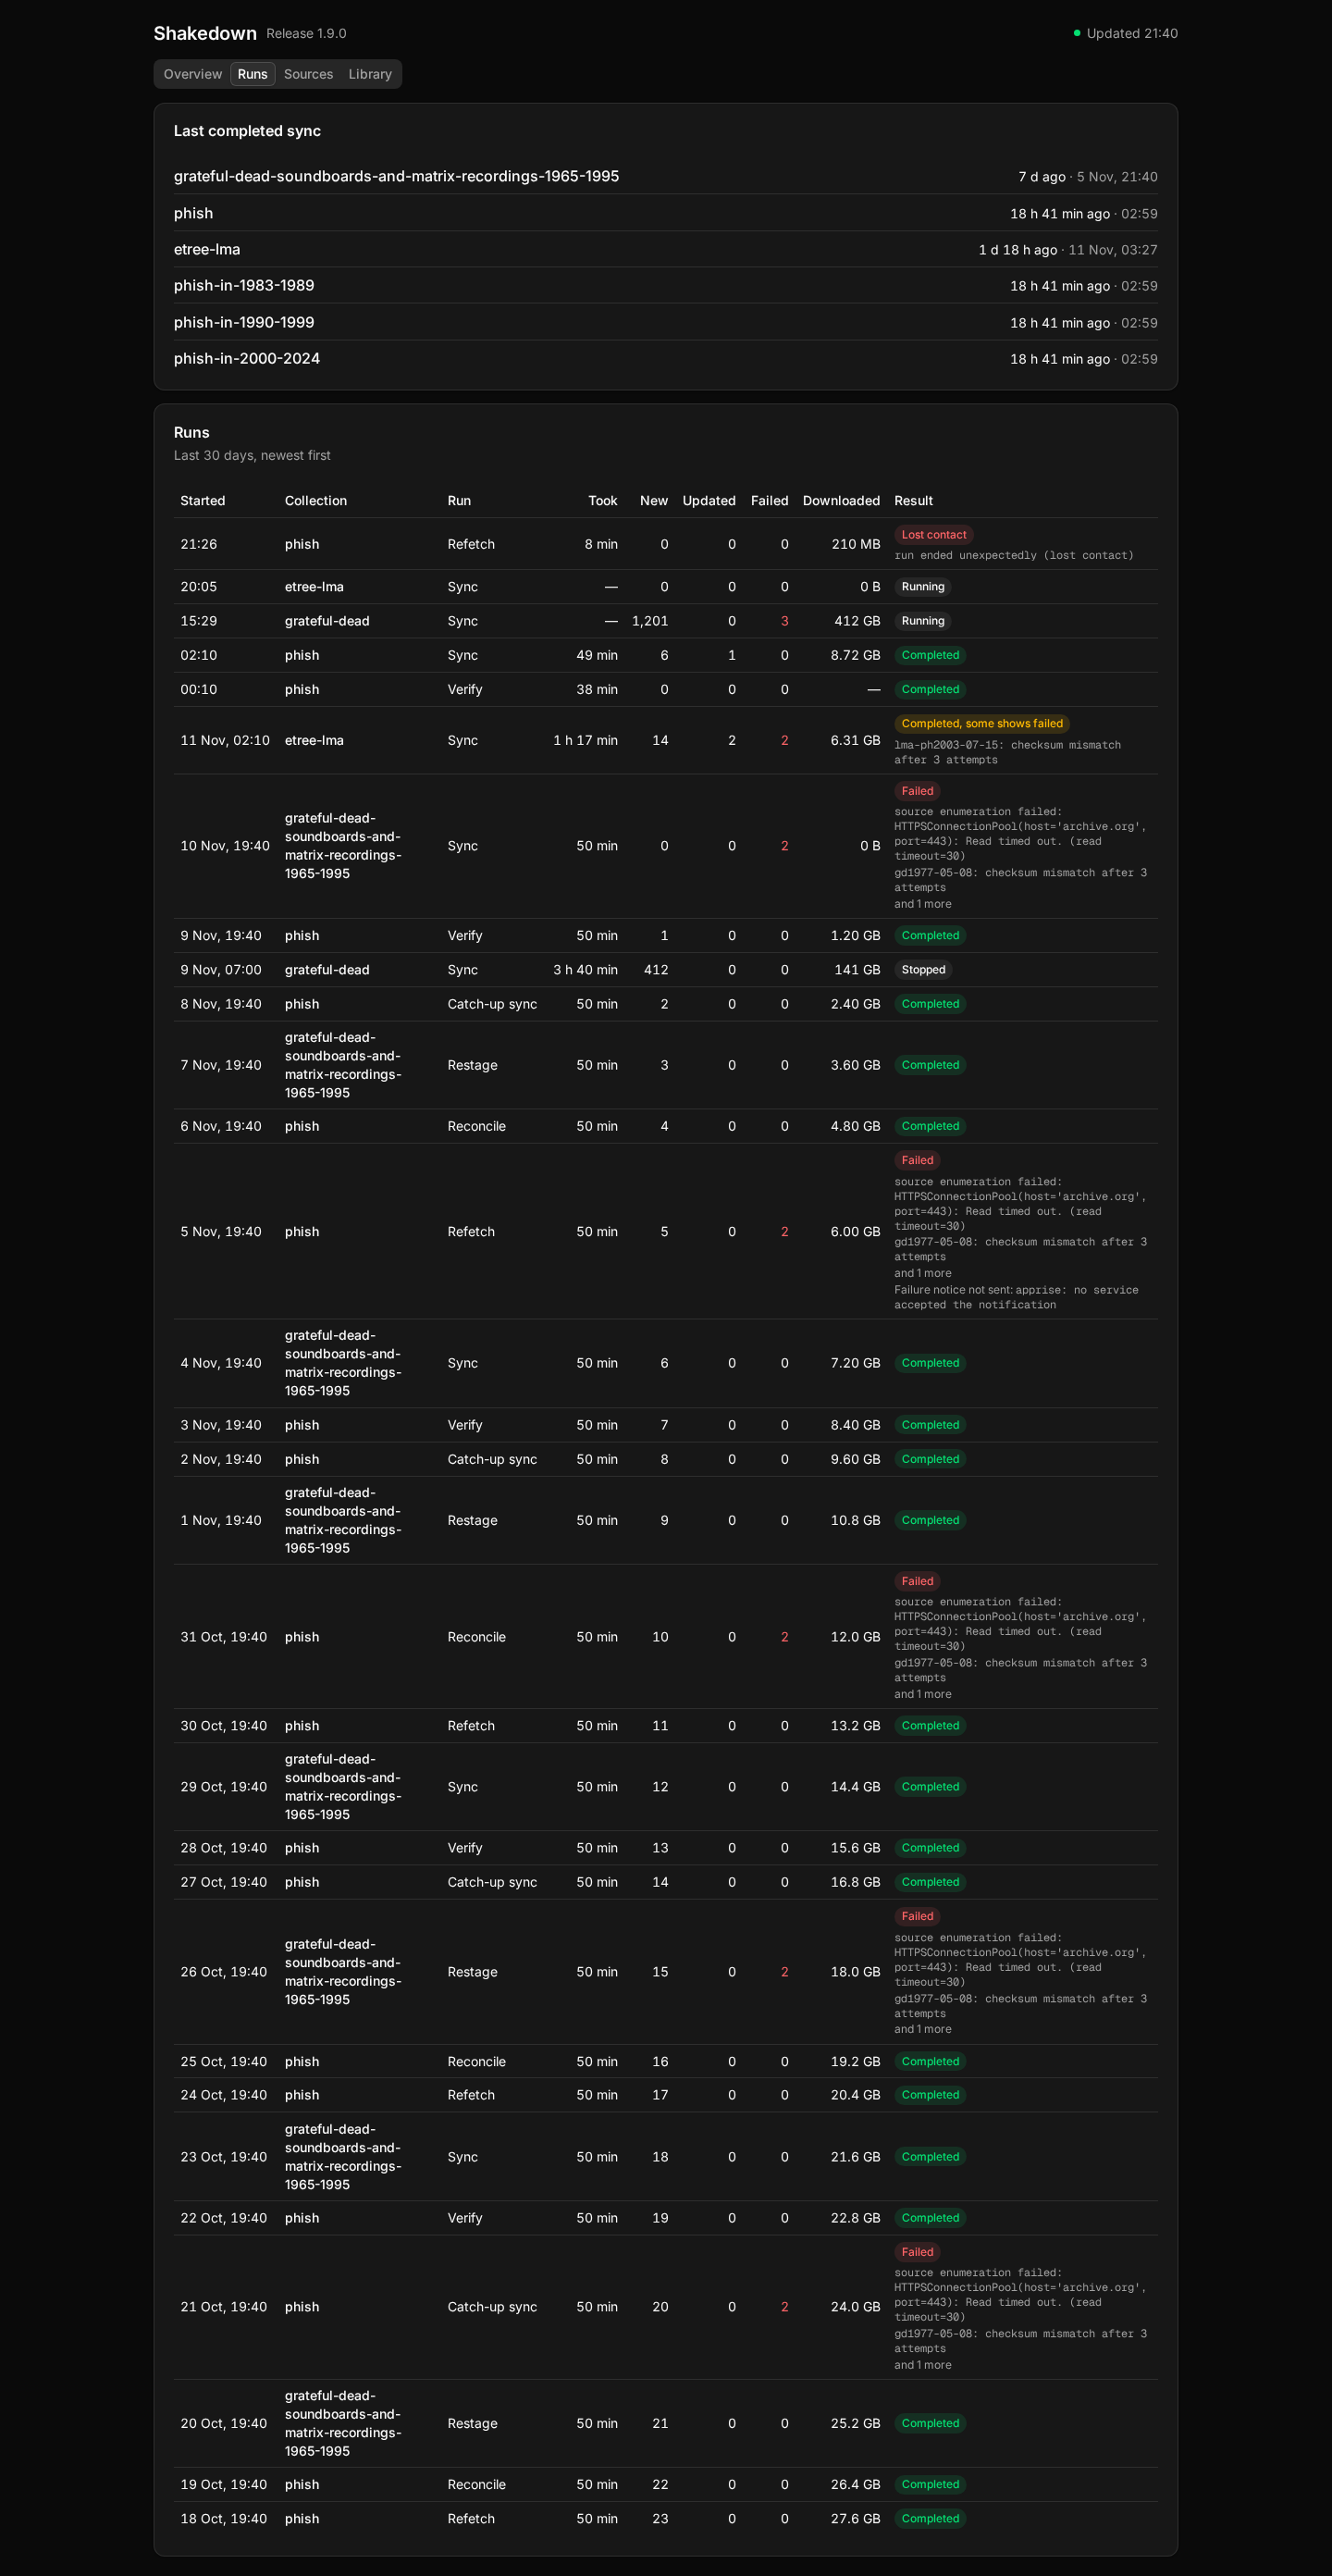 Shakedown Release 1.9.0 Updated 21:40
Overview Runs Sources Library
Last completed sync
grateful-dead-soundboards-and-matrix-recordings-1965-1995 7 d ago · 5 Nov, 21:40
phish 18 h 41 min ago · 02:59
etree-lma 1 d 18 h ago · 11 Nov, 03:27
phish-in-1983-1989 18 h 41 min ago · 02:59
phish-in-1990-1999 18 h 41 min ago · 02:59
phish-in-2000-2024 18 h 41 min ago · 02:59
Runs
Last 30 days, newest first
Started Collection Run Took New Updated Failed Downloaded Result
21:26 phish Refetch 8 min 0 0 0 210 MB Lost contact
run ended unexpectedly (lost contact)
20:05 etree-lma Sync — 0 0 0 0 B Running
15:29 grateful-dead Sync — 1,201 0 3 412 GB Running
02:10 phish Sync 49 min 6 1 0 8.72 GB Completed
00:10 phish Verify 38 min 0 0 0 — Completed
11 Nov, 02:10 etree-lma Sync 1 h 17 min 14 2 2 6.31 GB Completed, some shows failed
lma-ph2003-07-15: checksum mismatch
after 3 attempts
10 Nov, 19:40 grateful-dead-
soundboards-and-
matrix-recordings-
1965-1995 Sync 50 min 0 0 2 0 B Failed
source enumeration failed:
HTTPSConnectionPool(host='archive.org',
port=443): Read timed out. (read
timeout=30)
gd1977-05-08: checksum mismatch after 3
attempts
and 1 more
9 Nov, 19:40 phish Verify 50 min 1 0 0 1.20 GB Completed
9 Nov, 07:00 grateful-dead Sync 3 h 40 min 412 0 0 141 GB Stopped
8 Nov, 19:40 phish Catch-up sync 50 min 2 0 0 2.40 GB Completed
7 Nov, 19:40 grateful-dead-
soundboards-and-
matrix-recordings-
1965-1995 Restage 50 min 3 0 0 3.60 GB Completed
6 Nov, 19:40 phish Reconcile 50 min 4 0 0 4.80 GB Completed
5 Nov, 19:40 phish Refetch 50 min 5 0 2 6.00 GB Failed
source enumeration failed:
HTTPSConnectionPool(host='archive.org',
port=443): Read timed out. (read
timeout=30)
gd1977-05-08: checksum mismatch after 3
attempts
and 1 more
Failure notice not sent: apprise: no service
accepted the notification
4 Nov, 19:40 grateful-dead-
soundboards-and-
matrix-recordings-
1965-1995 Sync 50 min 6 0 0 7.20 GB Completed
3 Nov, 19:40 phish Verify 50 min 7 0 0 8.40 GB Completed
2 Nov, 19:40 phish Catch-up sync 50 min 8 0 0 9.60 GB Completed
1 Nov, 19:40 grateful-dead-
soundboards-and-
matrix-recordings-
1965-1995 Restage 50 min 9 0 0 10.8 GB Completed
31 Oct, 19:40 phish Reconcile 50 min 10 0 2 12.0 GB Failed
source enumeration failed:
HTTPSConnectionPool(host='archive.org',
port=443): Read timed out. (read
timeout=30)
gd1977-05-08: checksum mismatch after 3
attempts
and 1 more
30 Oct, 19:40 phish Refetch 50 min 11 0 0 13.2 GB Completed
29 Oct, 19:40 grateful-dead-
soundboards-and-
matrix-recordings-
1965-1995 Sync 50 min 12 0 0 14.4 GB Completed
28 Oct, 19:40 phish Verify 50 min 13 0 0 15.6 GB Completed
27 Oct, 19:40 phish Catch-up sync 50 min 14 0 0 16.8 GB Completed
26 Oct, 19:40 grateful-dead-
soundboards-and-
matrix-recordings-
1965-1995 Restage 50 min 15 0 2 18.0 GB Failed
source enumeration failed:
HTTPSConnectionPool(host='archive.org',
port=443): Read timed out. (read
timeout=30)
gd1977-05-08: checksum mismatch after 3
attempts
and 1 more
25 Oct, 19:40 phish Reconcile 50 min 16 0 0 19.2 GB Completed
24 Oct, 19:40 phish Refetch 50 min 17 0 0 20.4 GB Completed
23 Oct, 19:40 grateful-dead-
soundboards-and-
matrix-recordings-
1965-1995 Sync 50 min 18 0 0 21.6 GB Completed
22 Oct, 19:40 phish Verify 50 min 19 0 0 22.8 GB Completed
21 Oct, 19:40 phish Catch-up sync 50 min 20 0 2 24.0 GB Failed
source enumeration failed:
HTTPSConnectionPool(host='archive.org',
port=443): Read timed out. (read
timeout=30)
gd1977-05-08: checksum mismatch after 3
attempts
and 1 more
20 Oct, 19:40 grateful-dead-
soundboards-and-
matrix-recordings-
1965-1995 Restage 50 min 21 0 0 25.2 GB Completed
19 Oct, 19:40 phish Reconcile 50 min 22 0 0 26.4 GB Completed
18 Oct, 19:40 phish Refetch 50 min 23 0 0 27.6 GB Completed